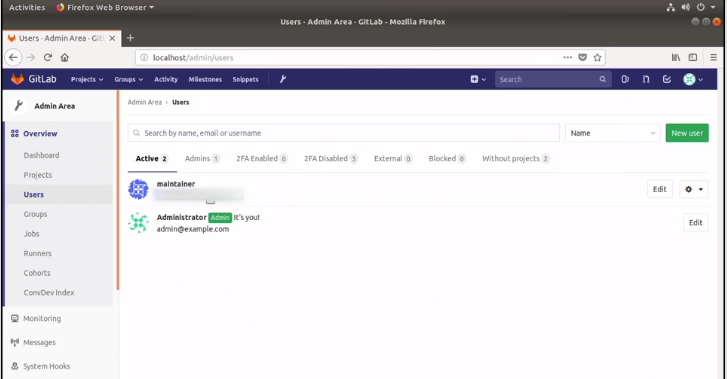 Activities Firefox Web Browser
Users · Admin Area · GitLab - Mozilla Firefox
Users · Admin Area · GitL
localhost/admin/users
GitLab Projects Groups Activity Milestones Snippets Search
Admin Area
Overview
Dashboard
Projects
Users
Groups
Jobs
Runners
Cohorts
ConvDev Index
Monitoring
Messages
System Hooks
Admin Area › Users
Search by name, email or username Name New user
Active 2 Admins 1 2FA Enabled 0 2FA Disabled 3 External 0 Blocked 0 Without projects 2
maintainer
Edit
Administrator Admin It's you!
admin@example.com
Edit